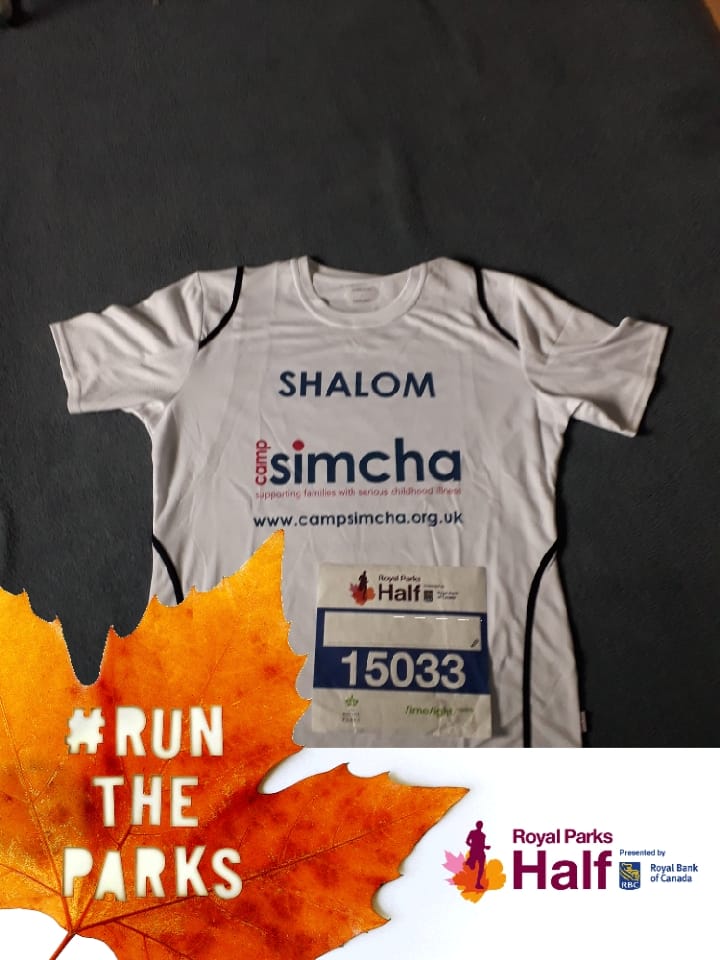 SHALOM
camp
simcha
supporting families with serious childhood illness
www.campsimcha.org.uk
Royal Parks
Half
15033
#RUN
THE
PARKS
Royal Parks
Half
Presented by
RBC
Royal Bank
of Canada